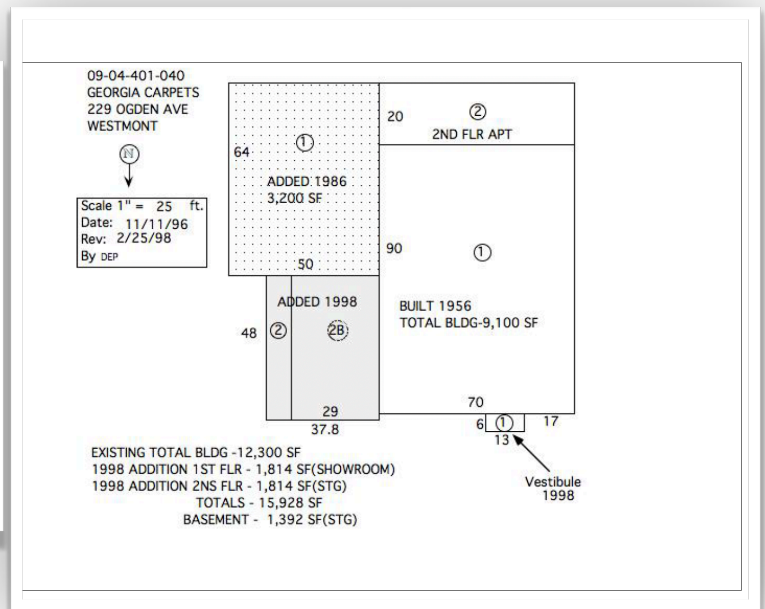 09-04-401-040
GEORGIA CARPETS
229 OGDEN AVE
WESTMONT
N
Scale 1" = 25 ft.
Date: 11/11/96
Rev: 2/25/98
By DEP
64
1
ADDED 1986
3,200 SF
50
20
2
2ND FLR APT
90
1
BUILT 1956
TOTAL BLDG-9,100 SF
70
ADDED 1998
48
2
2B
29
37.8
6
1
13
17
Vestibule
1998
EXISTING TOTAL BLDG -12,300 SF
1998 ADDITION 1ST FLR - 1,814 SF(SHOWROOM)
1998 ADDITION 2NS FLR - 1,814 SF(STG)
TOTALS - 15,928 SF
BASEMENT - 1,392 SF(STG)